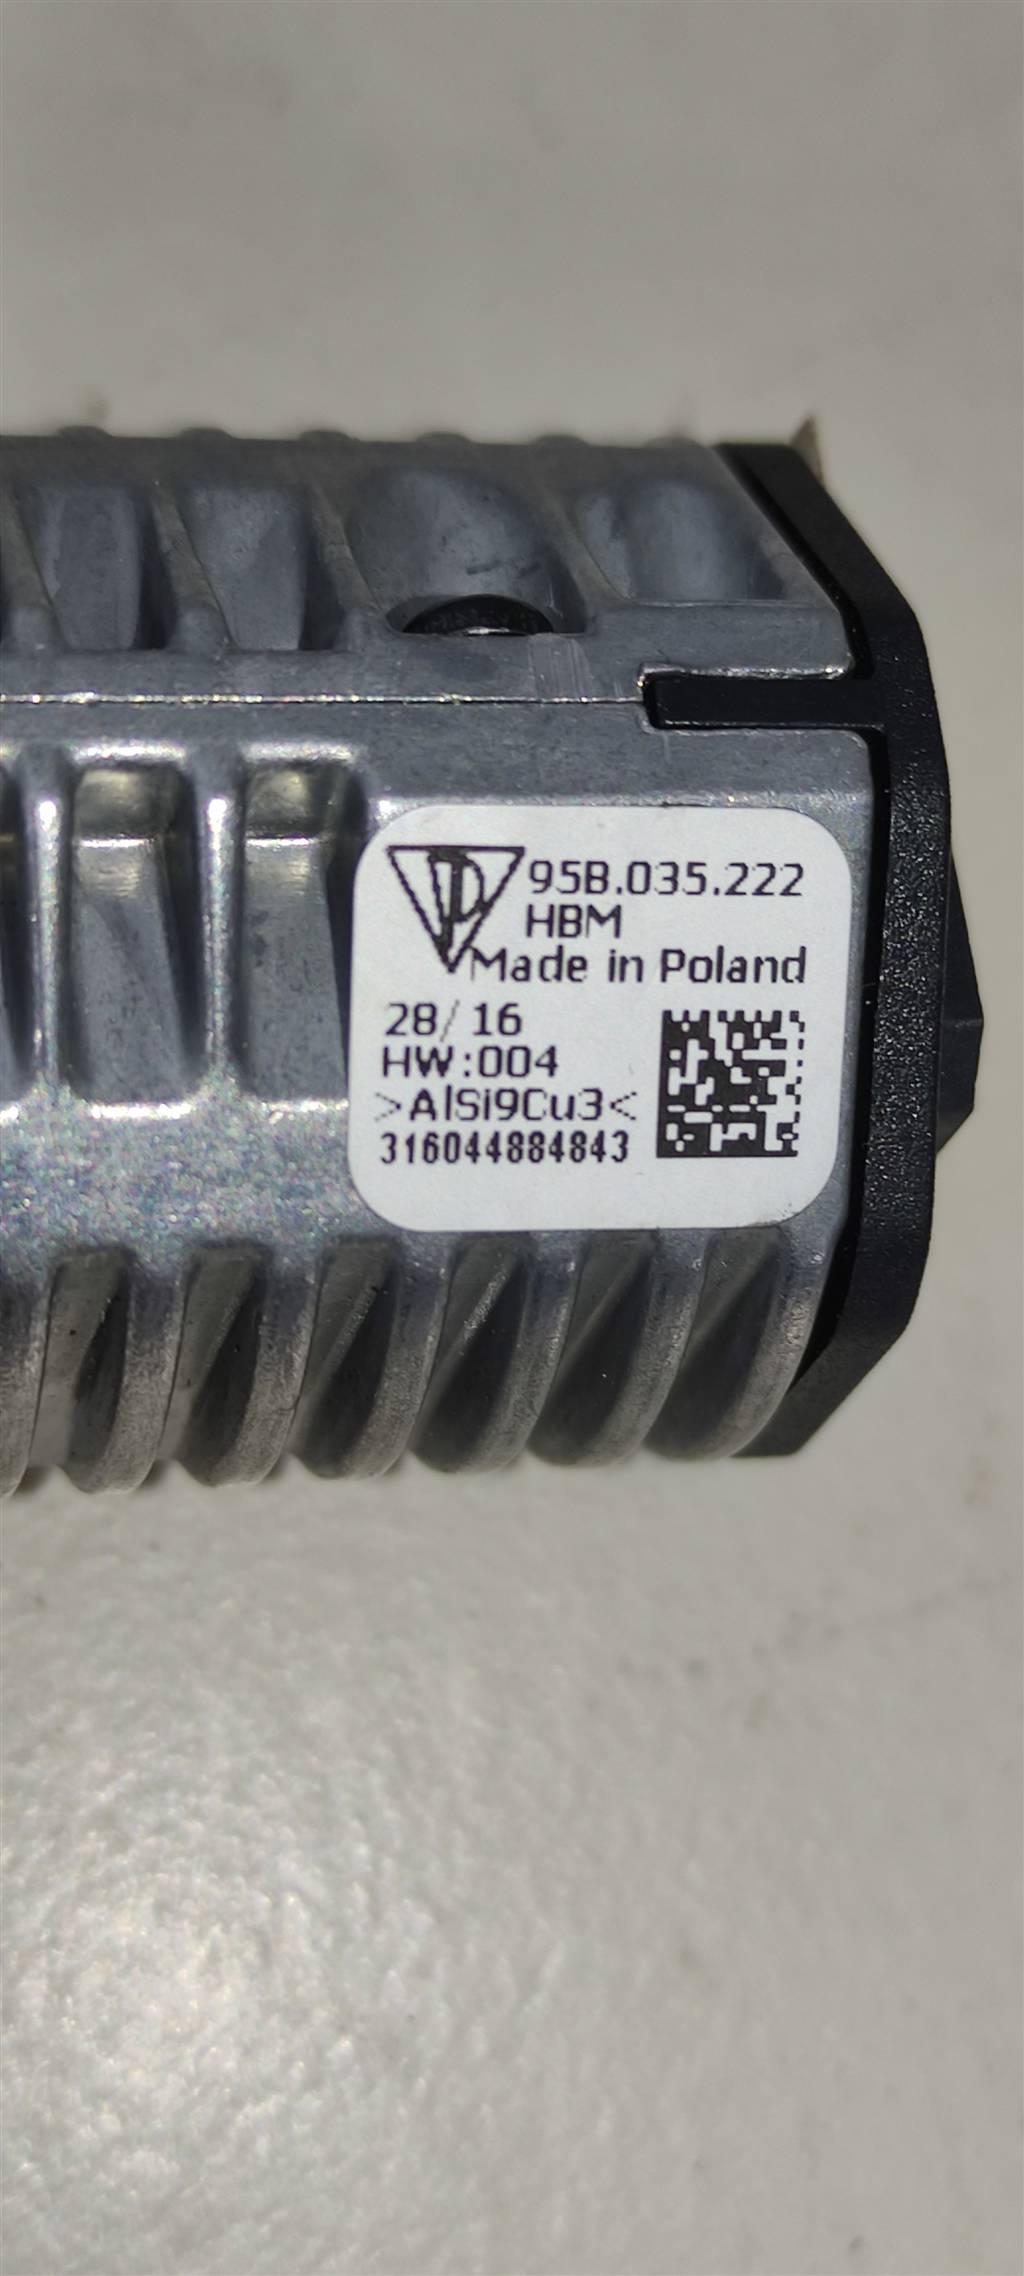 95B.035.222
HBM
Made in Poland
28/16
HW:004
>AlSi9Cu3<
316044884843